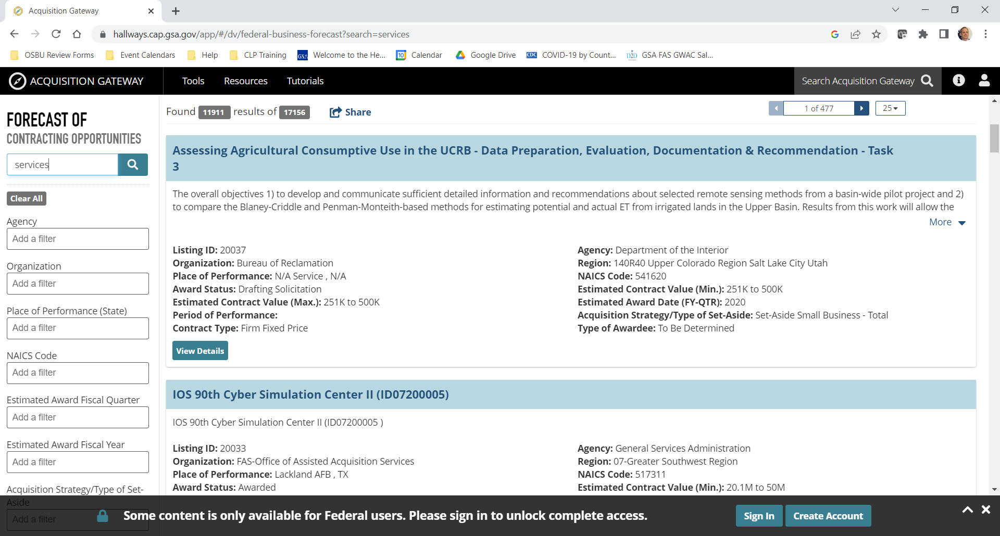 Acquisition Gateway
hallways.cap.gsa.gov/app/#/dv/federal-business-forecast?search=services
OSBU Review Forms
Event Calendars
Help
CLP Training
GSA
Welcome to the He...
10
Calendar
Google Drive
CDC
COVID-19 by Count...
D2D
GSA FAS GWAC Sal...
ACQUISITION GATEWAY
Tools
Resources
Tutorials
Search Acquisition Gateway
FORECAST OF
CONTRACTING OPPORTUNITIES
services
Clear All
Agency
Add a filter
Organization
Add a filter
Place of Performance (State)
Add a filter
NAICS Code
Add a filter
Estimated Award Fiscal Quarter
Add a filter
Estimated Award Fiscal Year
Add a filter
Acquisition Strategy/Type of Set-
Aside
Add a filter
Found 11911 results of 17156
Share
1 of 477
25
Assessing Agricultural Consumptive Use in the UCRB - Data Preparation, Evaluation, Documentation & Recommendation - Task
3
The overall objectives 1) to develop and communicate sufficient detailed information and recommendations about selected remote sensing methods from a basin-wide pilot project and 2)
to compare the Blaney-Criddle and Penman-Monteith-based methods for estimating potential and actual ET from irrigated lands in the Upper Basin. Results from this work will allow the
More
Listing ID: 20037
Organization: Bureau of Reclamation
Place of Performance: N/A Service , N/A
Award Status: Drafting Solicitation
Estimated Contract Value (Max.): 251K to 500K
Period of Performance:
Contract Type: Firm Fixed Price
Agency: Department of the Interior
Region: 140R40 Upper Colorado Region Salt Lake City Utah
NAICS Code: 541620
Estimated Contract Value (Min.): 251K to 500K
Estimated Award Date (FY-QTR): 2020
Acquisition Strategy/Type of Set-Aside: Set-Aside Small Business - Total
Type of Awardee: To Be Determined
View Details
IOS 90th Cyber Simulation Center II (ID07200005)
IOS 90th Cyber Simulation Center II (ID07200005 )
Listing ID: 20033
Organization: FAS-Office of Assisted Acquisition Services
Place of Performance: Lackland AFB , TX
Award Status: Awarded
Agency: General Services Administration
Region: 07-Greater Southwest Region
NAICS Code: 517311
Estimated Contract Value (Min.): 20.1M to 50M
Some content is only available for Federal users. Please sign in to unlock complete access.
Sign In
Create Account